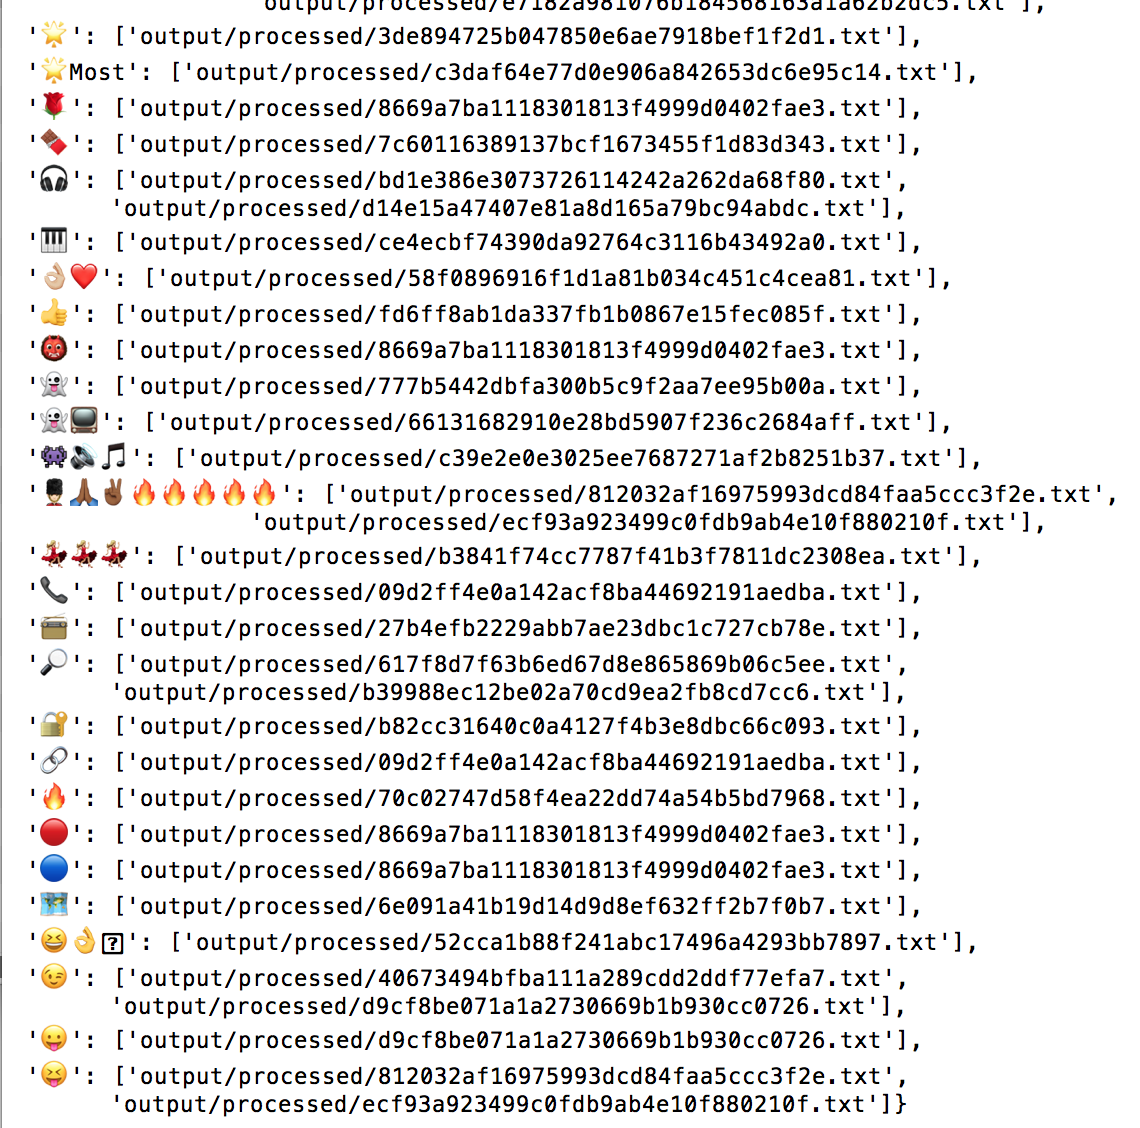 output/processed/e7182a981076b184568163a1a62b2dc5.txt'],
'🌟': ['output/processed/3de894725b047850e6ae7918bef1f2d1.txt'],
'🌟Most': ['output/processed/c3daf64e77d0e906a842653dc6e95c14.txt'],
'🌹': ['output/processed/8669a7ba1118301813f4999d0402fae3.txt'],
'🍫': ['output/processed/7c60116389137bcf1673455f1d83d343.txt'],
'🎧': ['output/processed/bd1e386e3073726114242a262da68f80.txt',
'output/processed/d14e15a47407e81a8d165a79bc94abdc.txt'],
'🎹': ['output/processed/ce4ecbf74390da92764c3116b43492a0.txt'],
'👌🏼❤️': ['output/processed/58f0896916f1d1a81b034c451c4cea81.txt'],
'👍': ['output/processed/fd6ff8ab1da337fb1b0867e15fec085f.txt'],
'👹': ['output/processed/8669a7ba1118301813f4999d0402fae3.txt'],
'👻': ['output/processed/777b5442dbfa300b5c9f2aa7ee95b00a.txt'],
'👻📺': ['output/processed/66131682910e28bd5907f236c2684aff.txt'],
'👾🔊🎵': ['output/processed/c39e2e0e3025ee7687271af2b8251b37.txt'],
'💂🏼🙏🏾✌🏾🔥🔥🔥🔥🔥': ['output/processed/812032af16975993dcd84faa5ccc3f2e.txt',
'output/processed/ecf93a923499c0fdb9ab4e10f880210f.txt'],
'💃🏼💃🏼💃🏼': ['output/processed/b3841f74cc7787f41b3f7811dc2308ea.txt'],
'📞': ['output/processed/09d2ff4e0a142acf8ba44692191aedba.txt'],
'📻': ['output/processed/27b4efb2229abb7ae23dbc1c727cb78e.txt'],
'🔎': ['output/processed/617f8d7f63b6ed67d8e865869b06c5ee.txt',
'output/processed/b39988ec12be02a70cd9ea2fb8cd7cc6.txt'],
'🔐': ['output/processed/b82cc31640c0a4127f4b3e8dbc66c093.txt'],
'🔗': ['output/processed/09d2ff4e0a142acf8ba44692191aedba.txt'],
'🔥': ['output/processed/70c02747d58f4ea22dd74a54b5bd7968.txt'],
'🔴': ['output/processed/8669a7ba1118301813f4999d0402fae3.txt'],
'🔵': ['output/processed/8669a7ba1118301813f4999d0402fae3.txt'],
'🗺': ['output/processed/6e091a41b19d14d9d8ef632ff2b7f0b7.txt'],
'😆👌⍰': ['output/processed/52cca1b88f241abc17496a4293bb7897.txt'],
'😉': ['output/processed/40673494bfba111a289cdd2ddf77efa7.txt',
'output/processed/d9cf8be071a1a2730669b1b930cc0726.txt'],
'😛': ['output/processed/d9cf8be071a1a2730669b1b930cc0726.txt'],
'😝': ['output/processed/812032af16975993dcd84faa5ccc3f2e.txt',
'output/processed/ecf93a923499c0fdb9ab4e10f880210f.txt']}